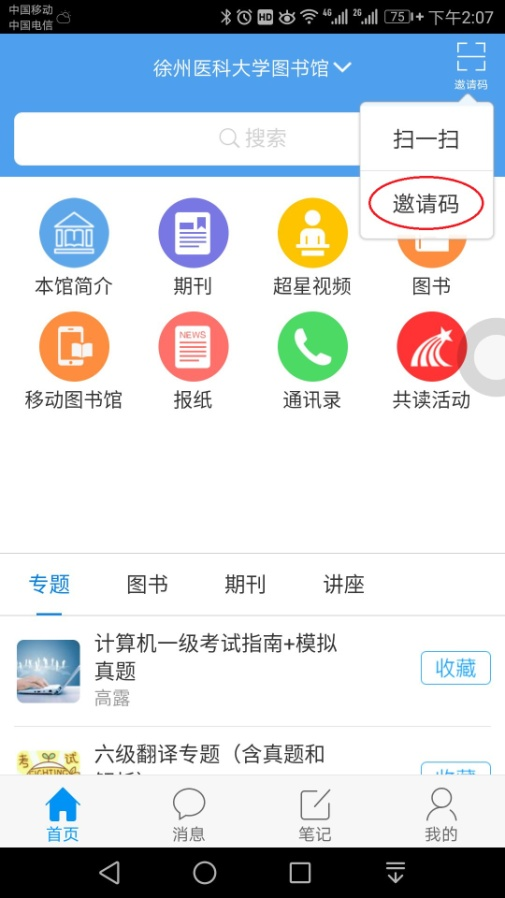 中国移动
中国电信
HD
4G
2G
75
下午2:07
徐州医科大学图书馆
邀请码
搜索
扫一扫
邀请码
本馆简介
期刊
超星视频
图书
NEWS
移动图书馆
报纸
通讯录
共读活动
专题
图书
期刊
讲座
计算机一级考试指南+模拟
真题
高露
收藏
考试
FIGHTING
六级翻译专题（含真题和
首页
消息
笔记
我的